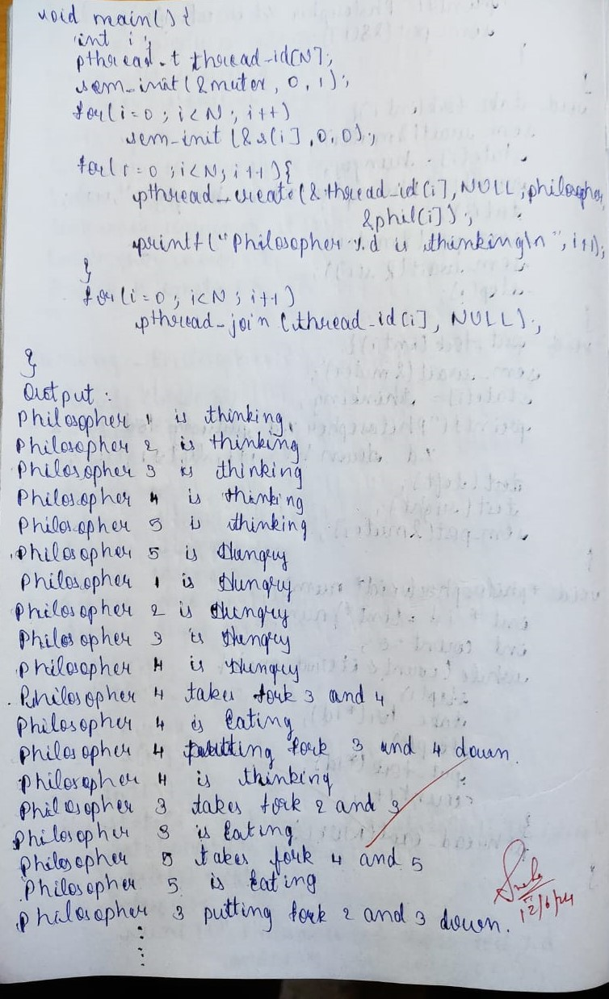 void main() {
int i;
pthread_t thread_id[N];
sem_init(&mutex, 0, 1);
for(i=0; i<N; i++)
sem_init(&s[i], 0, 0);
for(i=0; i<N; i++){
pthread_create(&thread_id[i], NULL, philosopher,
&phil[i]);
printf("Philosopher %d is thinking\n", i+1);
}
for(i=0; i<N; i++)
pthread_join(thread_id[i], NULL);
}
Output :
Philosopher 1 is thinking
Philosopher 2 is thinking
Philosopher 3 is thinking
Philosopher 4 is thinking
Philosopher 5 is thinking
Philosopher 5 is Hungry
Philosopher 1 is Hungry
Philosopher 2 is Hungry
Philosopher 3 is Hungry
Philosopher 4 is Hungry
Philosopher 4 takes fork 3 and 4
Philosopher 4 is Eating
Philosopher 4 putting fork 3 and 4 down
Philosopher 4 is thinking
Philosopher 3 takes fork 2 and 3
Philosopher 3 is Eating
Philosopher 5 takes fork 4 and 5
Philosopher 5 is Eating
Philosopher 3 putting fork 2 and 3 down.
12/6/24